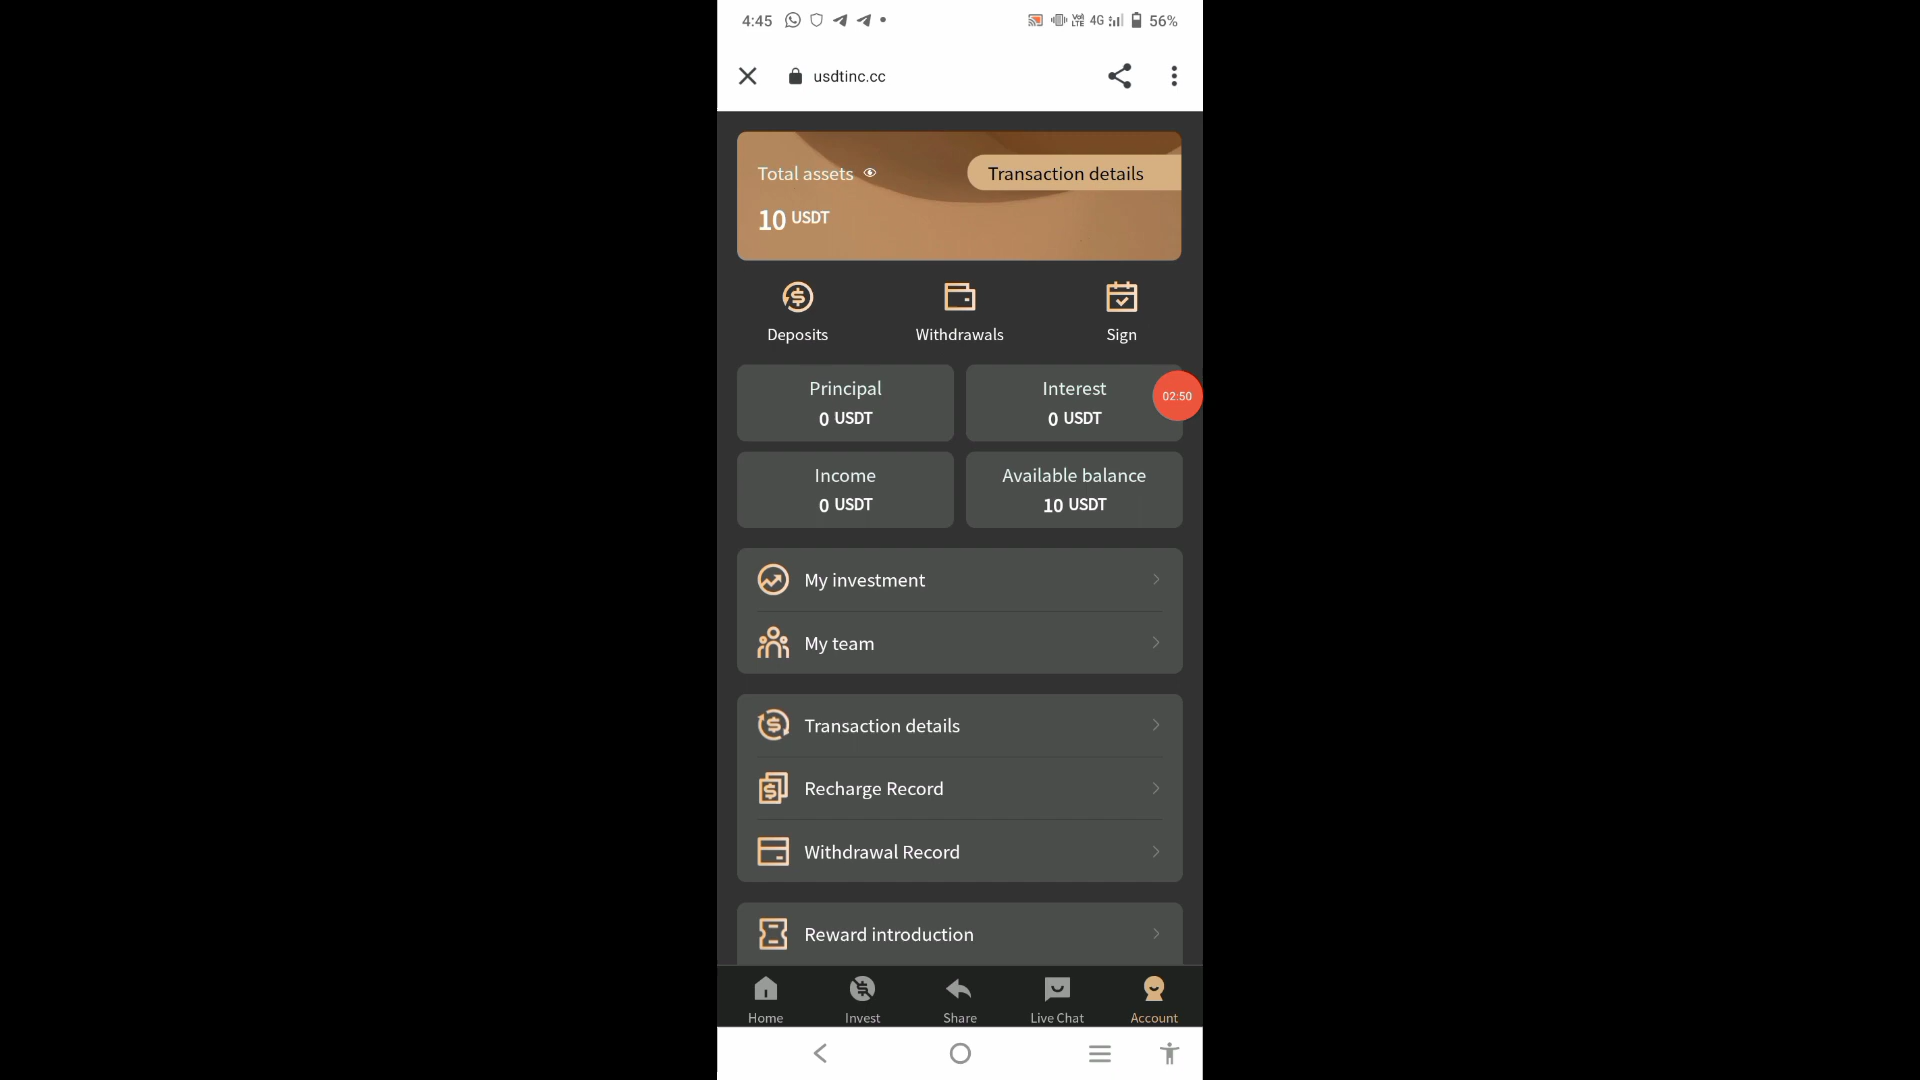 4:45
4G
56%
usdtinc.cc
Total assets
Transaction details
10 USDT
Deposits
Withdrawals
Sign
Principal
0 USDT
Interest
0 USDT
02:50
Income
0 USDT
Available balance
10 USDT
My investment
My team
Transaction details
Recharge Record
Withdrawal Record
Reward introduction
Home
Invest
Share
Live Chat
Account